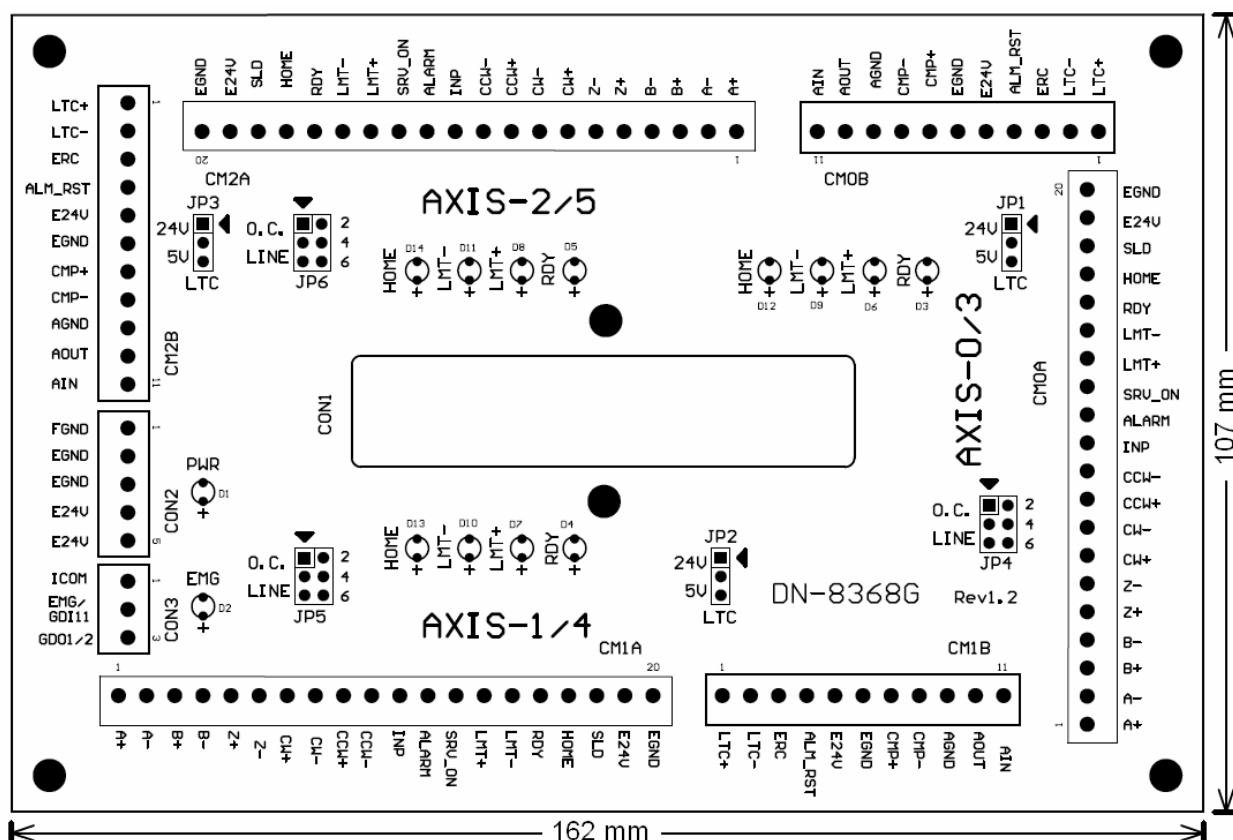 EGND E24V SLD HOME RDY LMT- LMT+ SRV_ON ALARM INP CCW- CCW+ CW- CW+ Z- Z+ B- B+ A- A+
20 1
CM2A
AIN AOUT AGND CMP- CMP+ EGND E24V ALM_RST ERC LTC- LTC+
11 1
CM0B
LTC+ 1
LTC-
ERC
ALM_RST
E24V
EGND
CMP+
CMP-
AGND
AOUT
AIN 11
CM2B
JP3
24V
5V
LTC
O.C. 2
4
LINE 6
JP6
AXIS-2/5
HOME D14 LMT- D11 LMT+ D8 RDY D5
HOME D12 LMT- D9 LMT+ D6 RDY D3
JP1
24V
5V
LTC
AXIS-0/3
CM0A
20 EGND
E24V
SLD
HOME
RDY
LMT-
LMT+
SRV_ON
ALARM
INP
CCW-
CCW+
CW-
CW+
Z-
Z+
B-
B+
A-
1 A+
107 mm
CON1
FGND 1
EGND
EGND
E24V
E24V 5
CON2
PWR
D1
ICOM 1
EMG/
GDI11
GDO1/2 3
CON3
EMG
D2
O.C. 2
4
LINE 6
JP5
HOME D13 LMT- D10 LMT+ D7 RDY D4
AXIS-1/4
JP2
24V
5V
LTC
O.C. 2
4
LINE 6
JP4
DN-8368G Rev1.2
CM1A
1 20
A+ A- B+ B- Z+ Z- CW+ CW- CCW+ CCW- INP ALARM SRV_ON LMT+ LMT- RDY HOME SLD E24V EGND
CM1B
1 11
LTC+ LTC- ERC ALM_RST E24V EGND CMP+ CMP- AGND AOUT AIN
162 mm